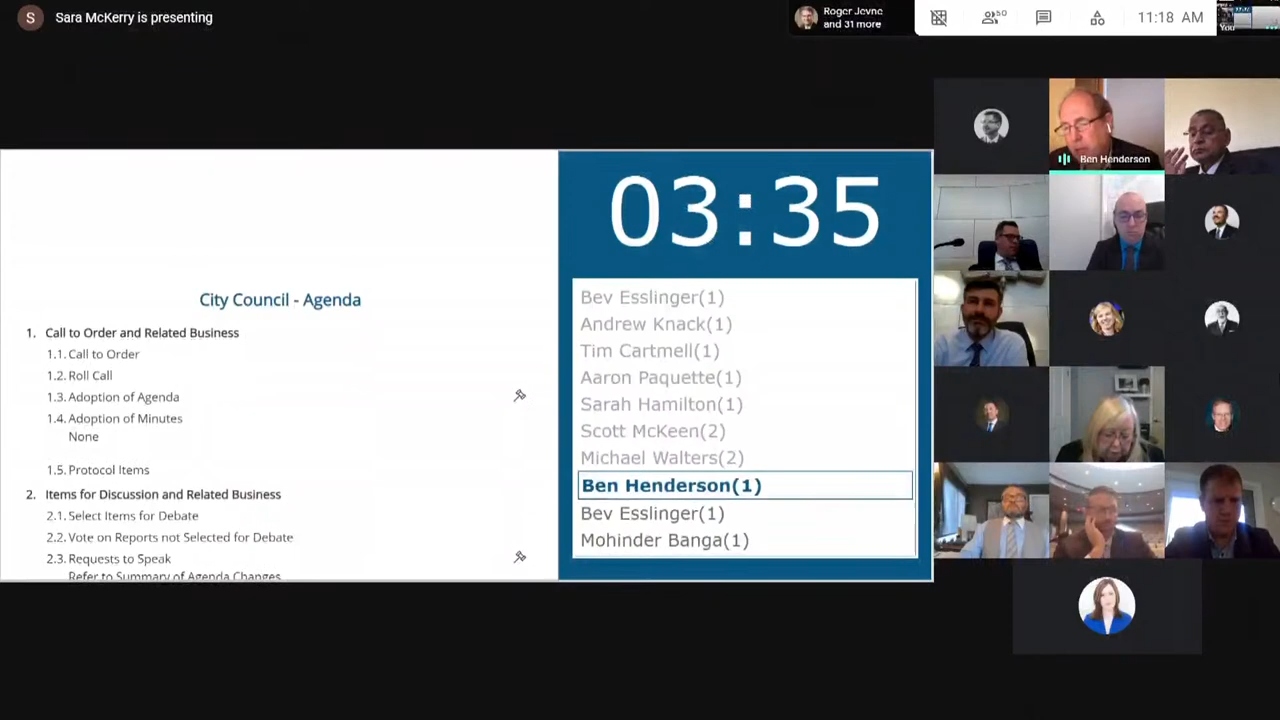 S Sara McKerry is presenting
Roger Jevne
and 31 more
50
11:18 AM
You
03:35
Bev Esslinger(1)
Andrew Knack(1)
Tim Cartmell(1)
Aaron Paquette(1)
Sarah Hamilton(1)
Scott McKeen(2)
Michael Walters(2)
Ben Henderson(1)
Bev Esslinger(1)
Mohinder Banga(1)
City Council - Agenda
1. Call to Order and Related Business
1.1. Call to Order
1.2. Roll Call
1.3. Adoption of Agenda
1.4. Adoption of Minutes
None
1.5. Protocol Items
2. Items for Discussion and Related Business
2.1. Select Items for Debate
2.2. Vote on Reports not Selected for Debate
2.3. Requests to Speak
Refer to Summary of Agenda Changes
Ben Henderson